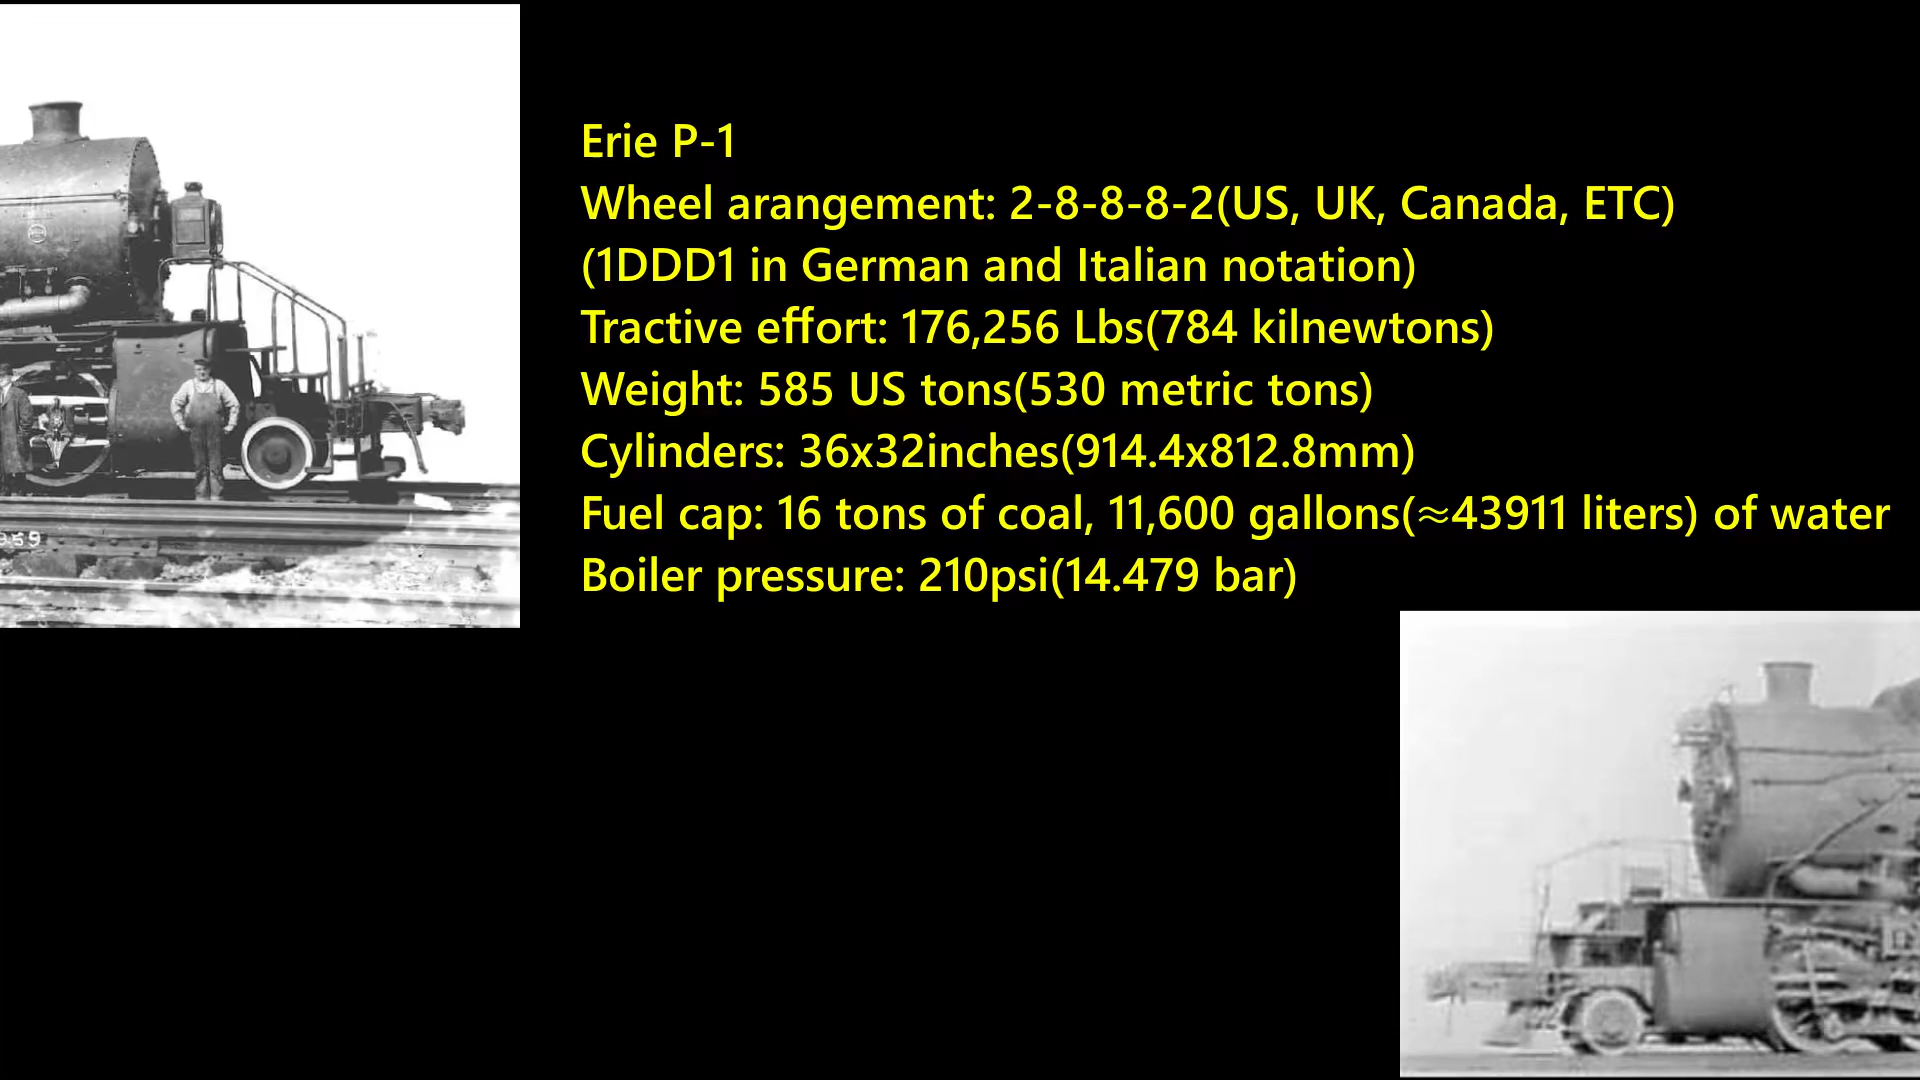 Erie P-1
Wheel arangement: 2-8-8-8-2(US, UK, Canada, ETC)
(1DDD1 in German and Italian notation)
Tractive effort: 176,256 Lbs(784 kilnewtons)
Weight: 585 US tons(530 metric tons)
Cylinders: 36x32inches(914.4x812.8mm)
Fuel cap: 16 tons of coal, 11,600 gallons(≈43911 liters) of water
Boiler pressure: 210psi(14.479 bar)